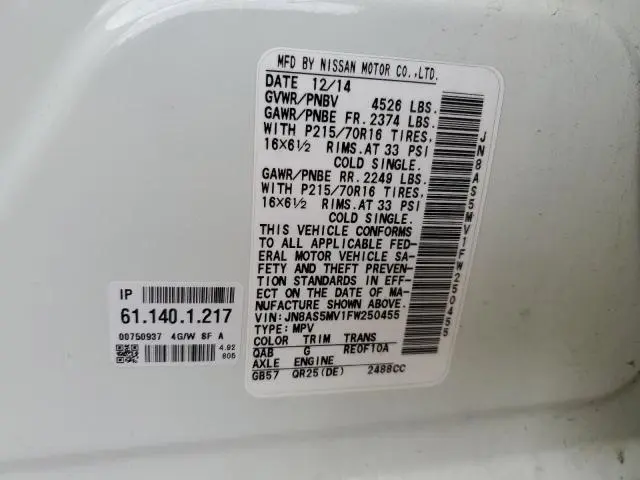 MFD BY NISSAN MOTOR CO.,LTD.
DATE 12/14
GVWR/PNBV 4526 LBS.
GAWR/PNBE FR. 2374 LBS.
WITH P215/70R16 TIRES,
16X6½ RIMS.AT 33 PSI
COLD SINGLE.
GAWR/PNBE RR. 2249 LBS.
WITH P215/70R16 TIRES,
16X6½ RIMS.AT 33 PSI
COLD SINGLE.
THIS VEHICLE CONFORMS
TO ALL APPLICABLE FED-
ERAL MOTOR VEHICLE SA-
FETY AND THEFT PREVEN-
TION STANDARDS IN EFF-
ECT ON THE DATE OF MA-
NUFACTURE SHOWN ABOVE.
VIN: JN8AS5MV1FW250455
TYPE: MPV
COLOR TRIM TRANS
QAB G RE0F10A
AXLE ENGINE
GB57 QR25(DE) 2488CC
JN8AS5MV1FW250455
IP
61.140.1.217
00750937 4G/W SF A
4.92
805